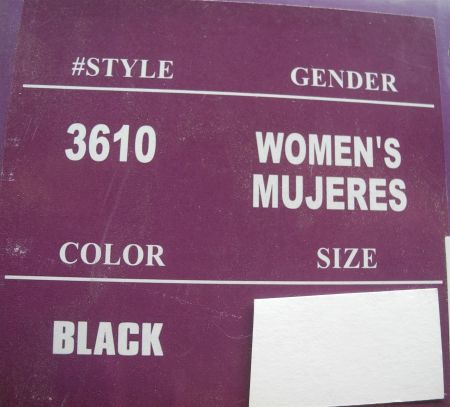 #STYLE GENDER
3610 WOMEN'S
MUJERES
COLOR SIZE
BLACK